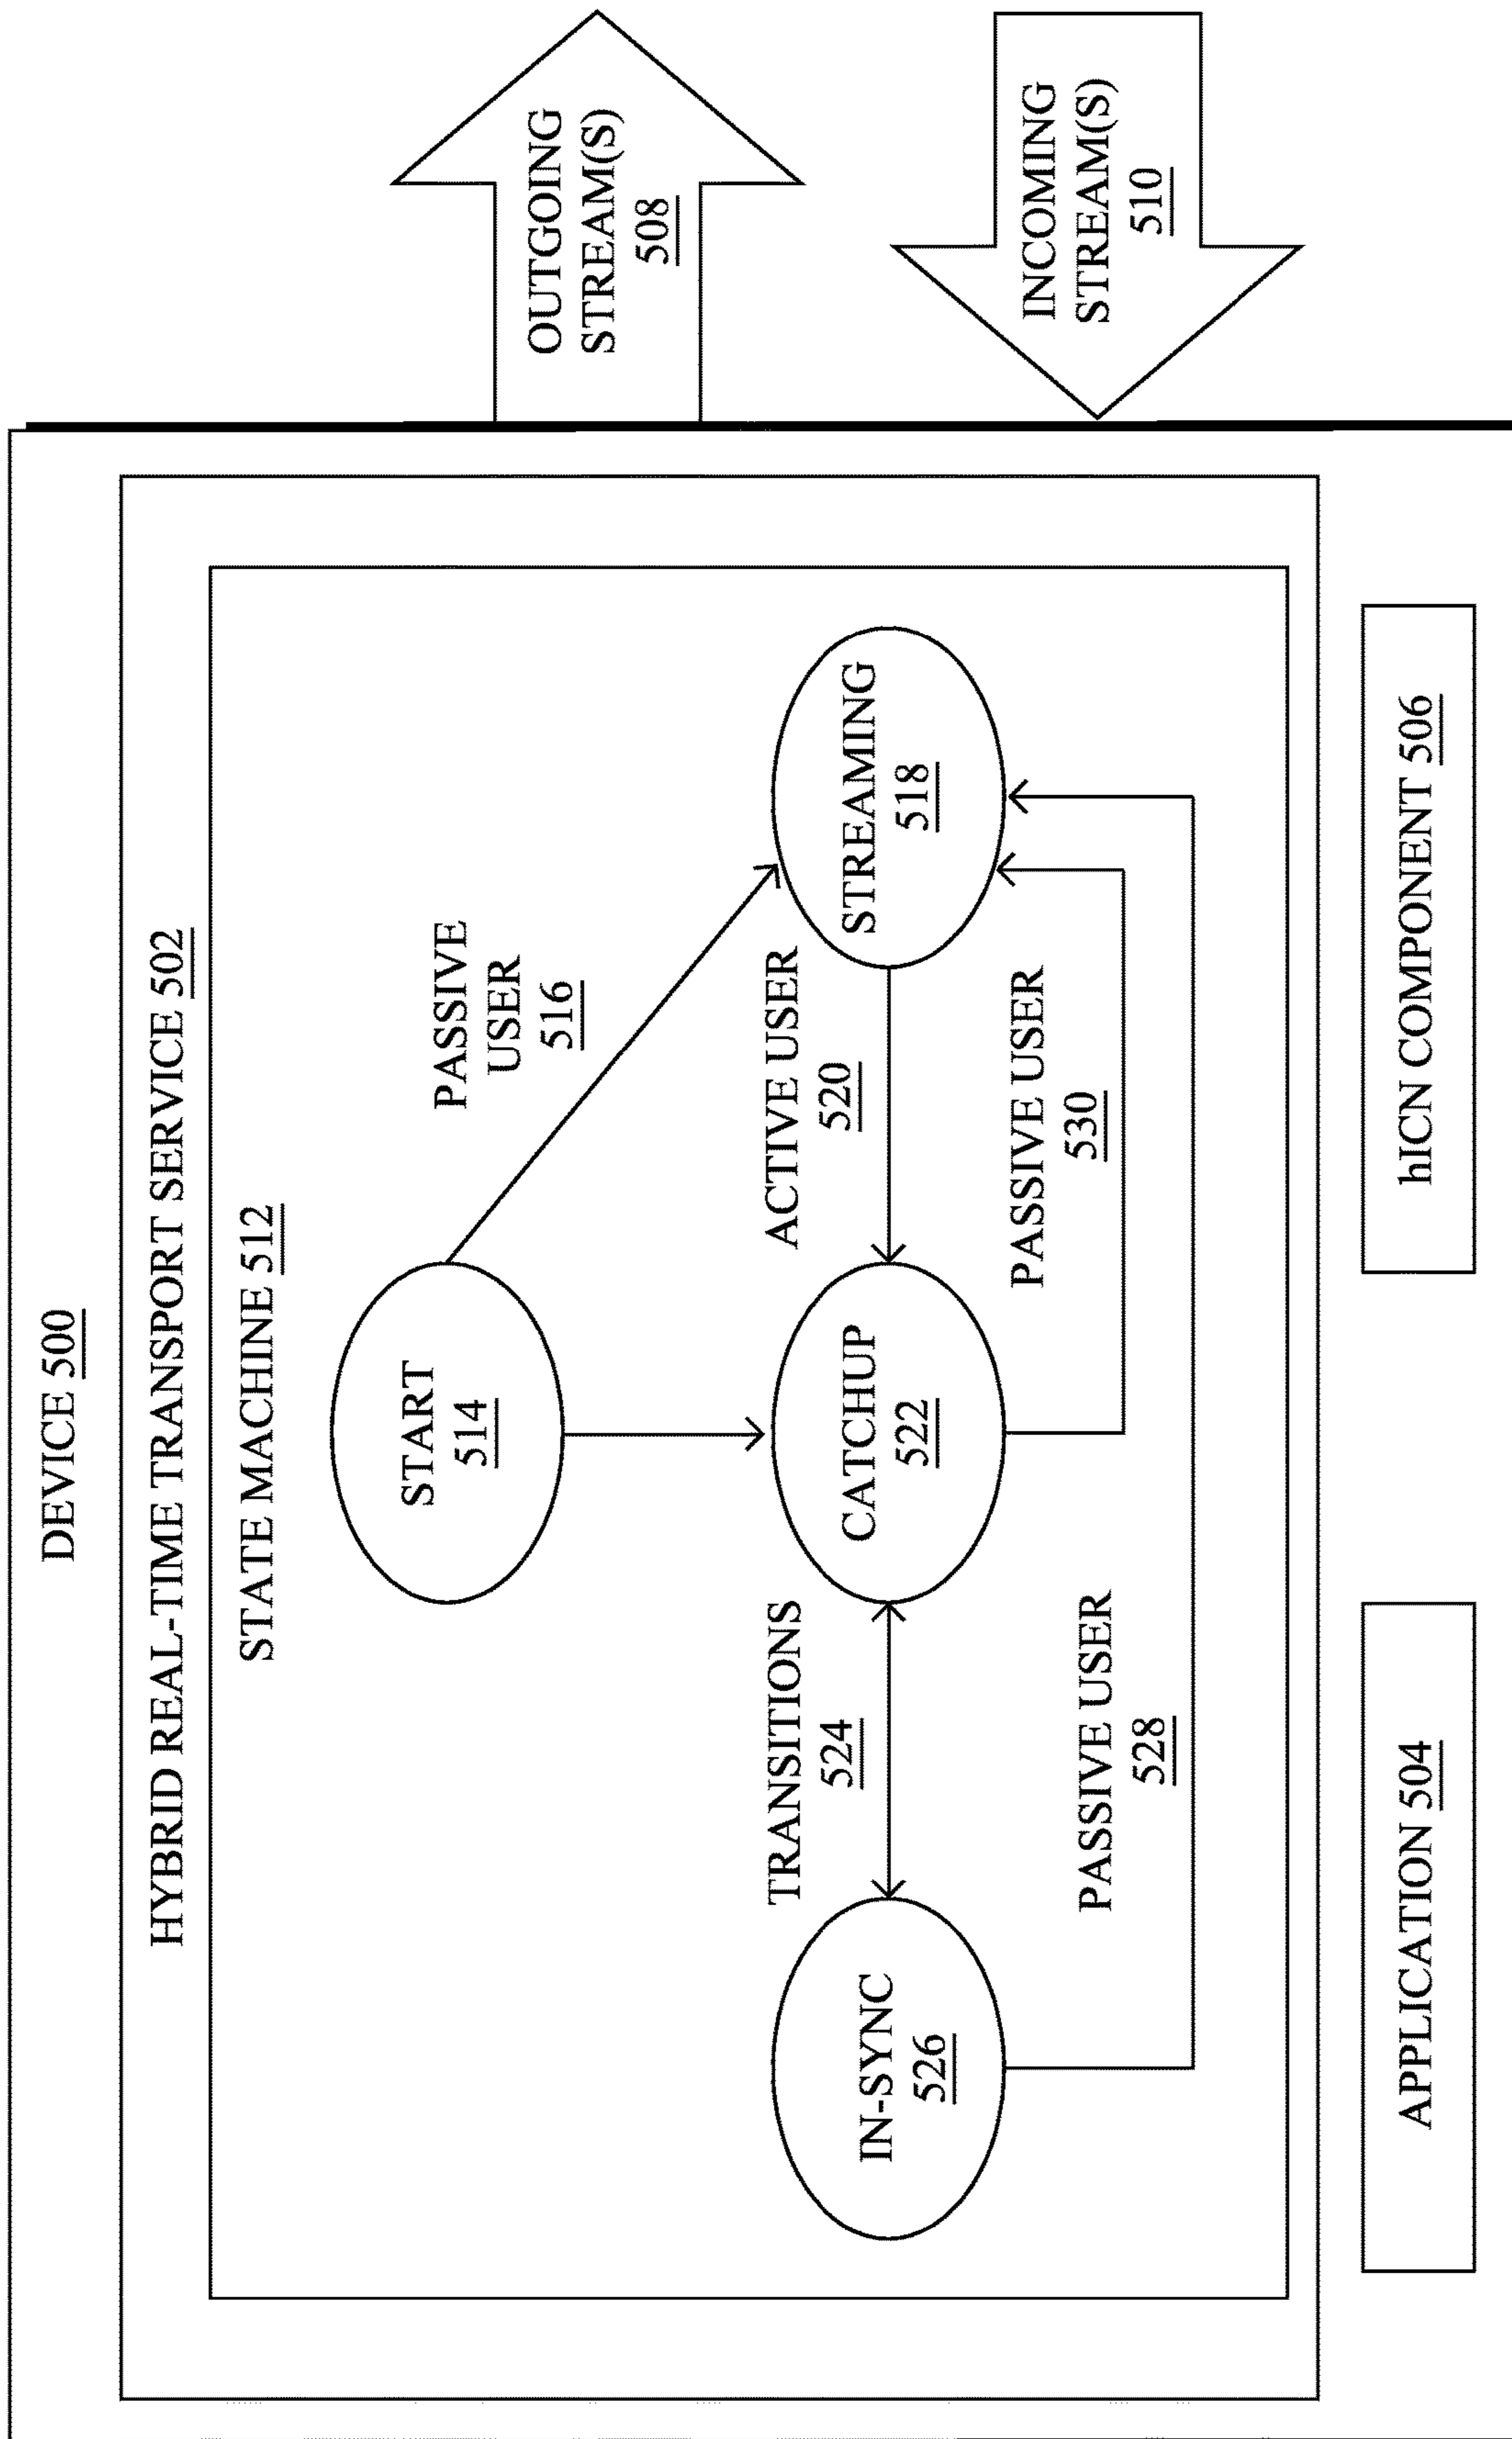 DEVICE 500
HYBRID REAL-TIME TRANSPORT SERVICE 502
STATE MACHINE 512
START
514
PASSIVE
USER
516
TRANSITIONS
524
ACTIVE USER
520
IN-SYNC
526
CATCHUP
522
STREAMING
518
PASSIVE USER
530
PASSIVE USER
528
APPLICATION 504
hICN COMPONENT 506
OUTGOING
STREAM(S)
508
INCOMING
STREAM(S)
510